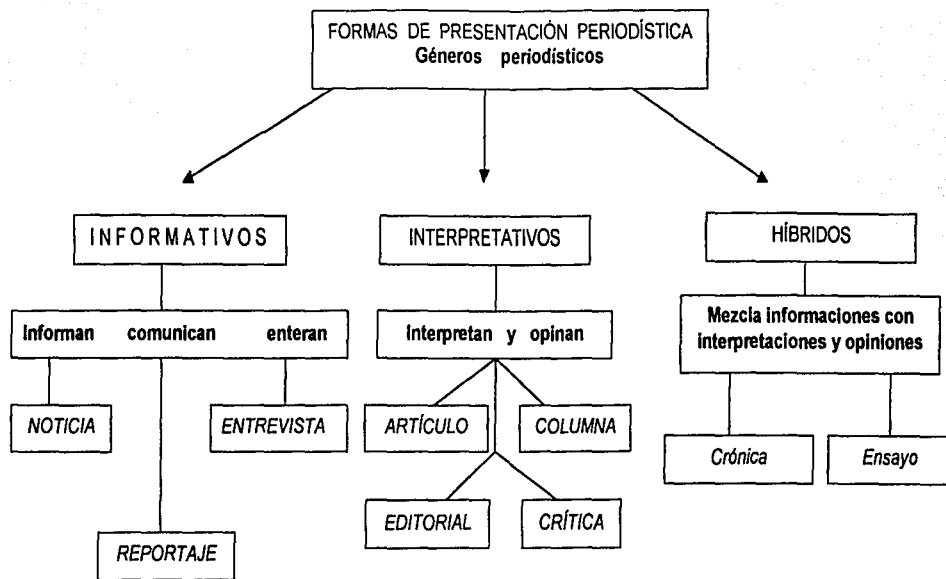 FORMAS DE PRESENTACIÓN PERIODÍSTICA
Géneros periodísticos
INFORMATIVOS
INTERPRETATIVOS
HÍBRIDOS
Informan comunican enteran
Interpretan y opinan
Mezcla informaciones con
interpretaciones y opiniones
NOTICIA
ENTREVISTA
ARTÍCULO
COLUMNA
Crónica
Ensayo
EDITORIAL
CRÍTICA
REPORTAJE